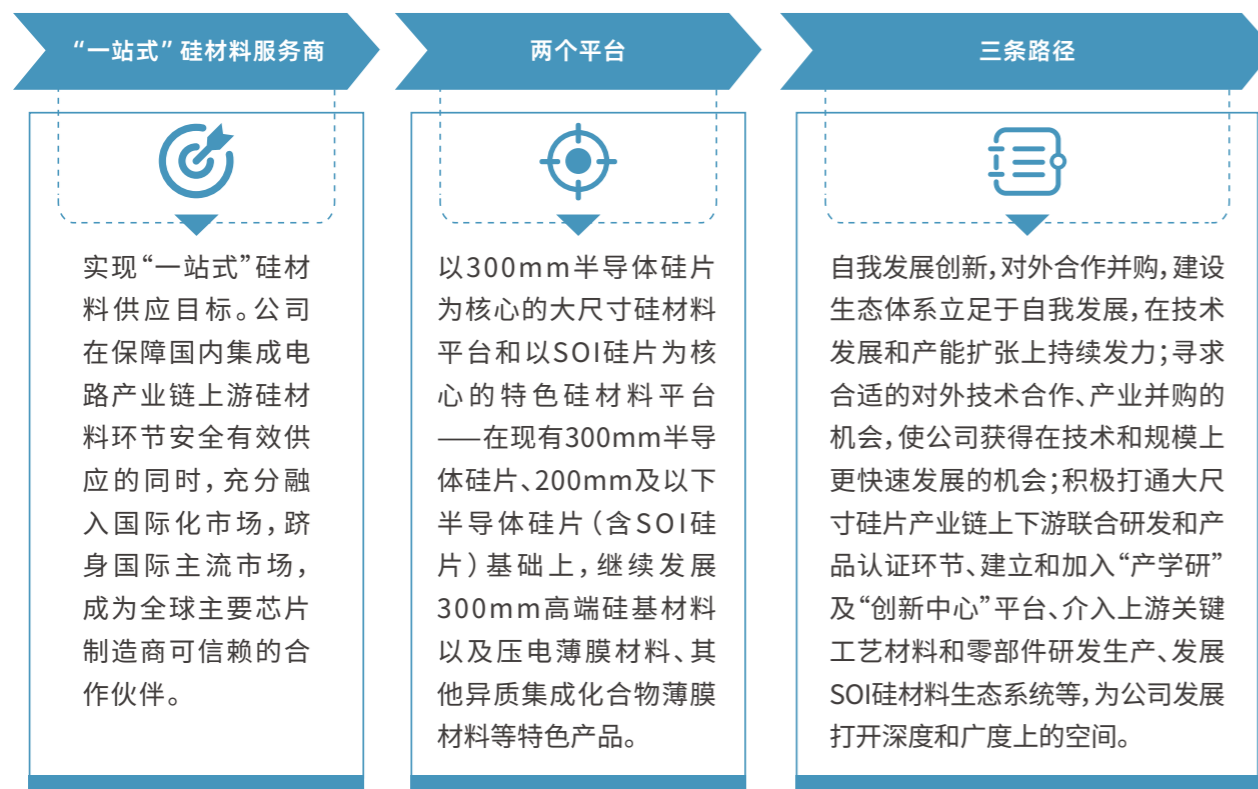 “一站式”硅材料服务商
实现“一站式”硅材
料供应目标。公司
在保障国内集成电
路产业链上游硅材
料环节安全有效供
应的同时，充分融
入国际化市场，跻
身国际主流市场，
成为全球主要芯片
制造商可信赖的合
作伙伴。
两个平台
以300mm半导体硅片
为核心的大尺寸硅材料
平台和以SOI硅片为核
心的特色硅材料平台
——在现有300mm半导
体硅片、200mm及以下
半导体硅片（含SOI硅
片）基础上，继续发展
300mm高端硅基材料
以及压电薄膜材料、其
他异质集成化合物薄膜
材料等特色产品。
三条路径
自我发展创新，对外合作并购，建设
生态体系立足于自我发展，在技术
发展和产能扩张上持续发力；寻求
合适的对外技术合作、产业并购的
机会，使公司获得在技术和规模上
更快速发展的机会；积极打通大尺
寸硅片产业链上下游联合研发和产
品认证环节、建立和加入“产学研”
及“创新中心”平台、介入上游关键
工艺材料和零部件研发生产、发展
SOI硅材料生态系统等，为公司发展
打开深度和广度上的空间。